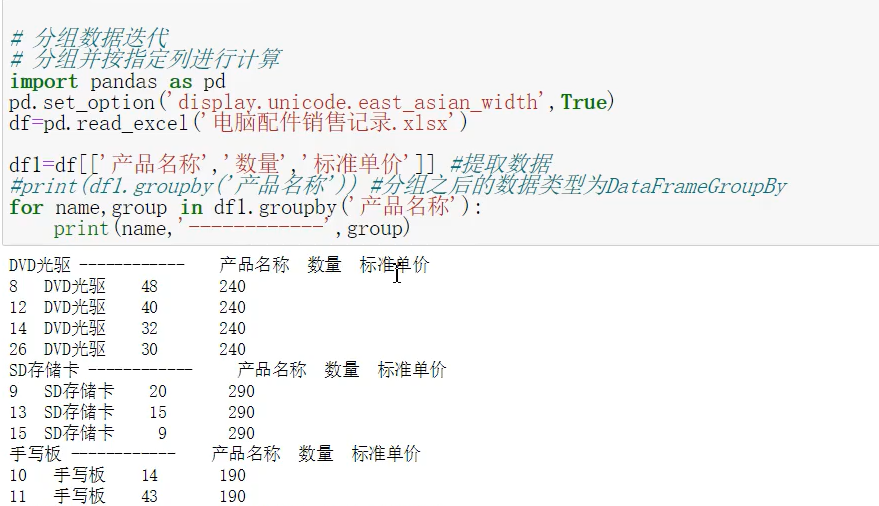 # 分组数据迭代
# 分组并按指定列进行计算
import pandas as pd
pd.set_option('display.unicode.east_asian_width',True)
df=pd.read_excel('电脑配件销售记录.xlsx')
df1=df[['产品名称','数量','标准单价']] #提取数据
#print(df1.groupby('产品名称')) #分组之后的数据类型为DataFrameGroupBy
for name,group in df1.groupby('产品名称'):
    print(name,'------------',group)
DVD光驱 ------------    产品名称  数量  标准单价
8   DVD光驱    48       240
12  DVD光驱    40       240
14  DVD光驱    32       240
26  DVD光驱    30       240
SD存储卡 ------------     产品名称  数量  标准单价
9   SD存储卡    20       290
13  SD存储卡    15       290
15  SD存储卡     9       290
手写板 ------------    产品名称  数量  标准单价
10   手写板    14       190
11   手写板    43       190